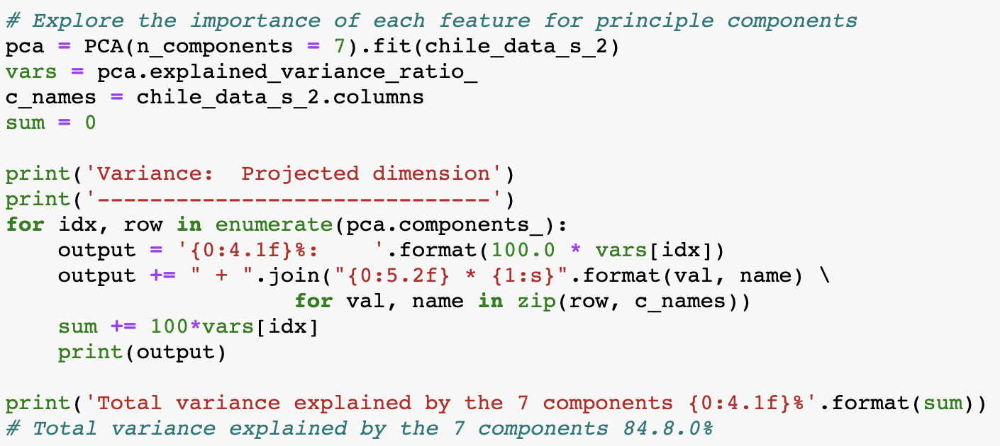 # Explore the importance of each feature for principle components
pca = PCA(n_components = 7).fit(chile_data_s_2)
vars = pca.explained_variance_ratio_
c_names = chile_data_s_2.columns
sum = 0

print('Variance:  Projected dimension')
print('------------------------------')
for idx, row in enumerate(pca.components_):
    output = '{0:4.1f}%:    '.format(100.0 * vars[idx])
    output += " + ".join("{0:5.2f} * {1:s}".format(val, name) \
                      for val, name in zip(row, c_names))
    sum += 100*vars[idx]
    print(output)

print('Total variance explained by the 7 components {0:4.1f}%'.format(sum))
# Total variance explained by the 7 components 84.8.0%